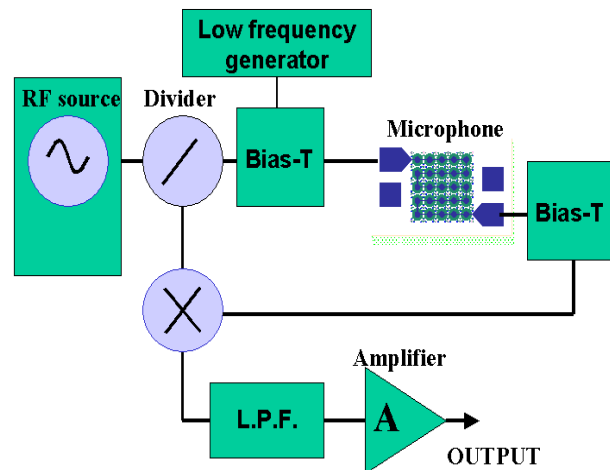 Low frequency
generator
RF source
Divider
Bias-T
Microphone
Bias-T
Amplifier
L.P.F.
A
OUTPUT